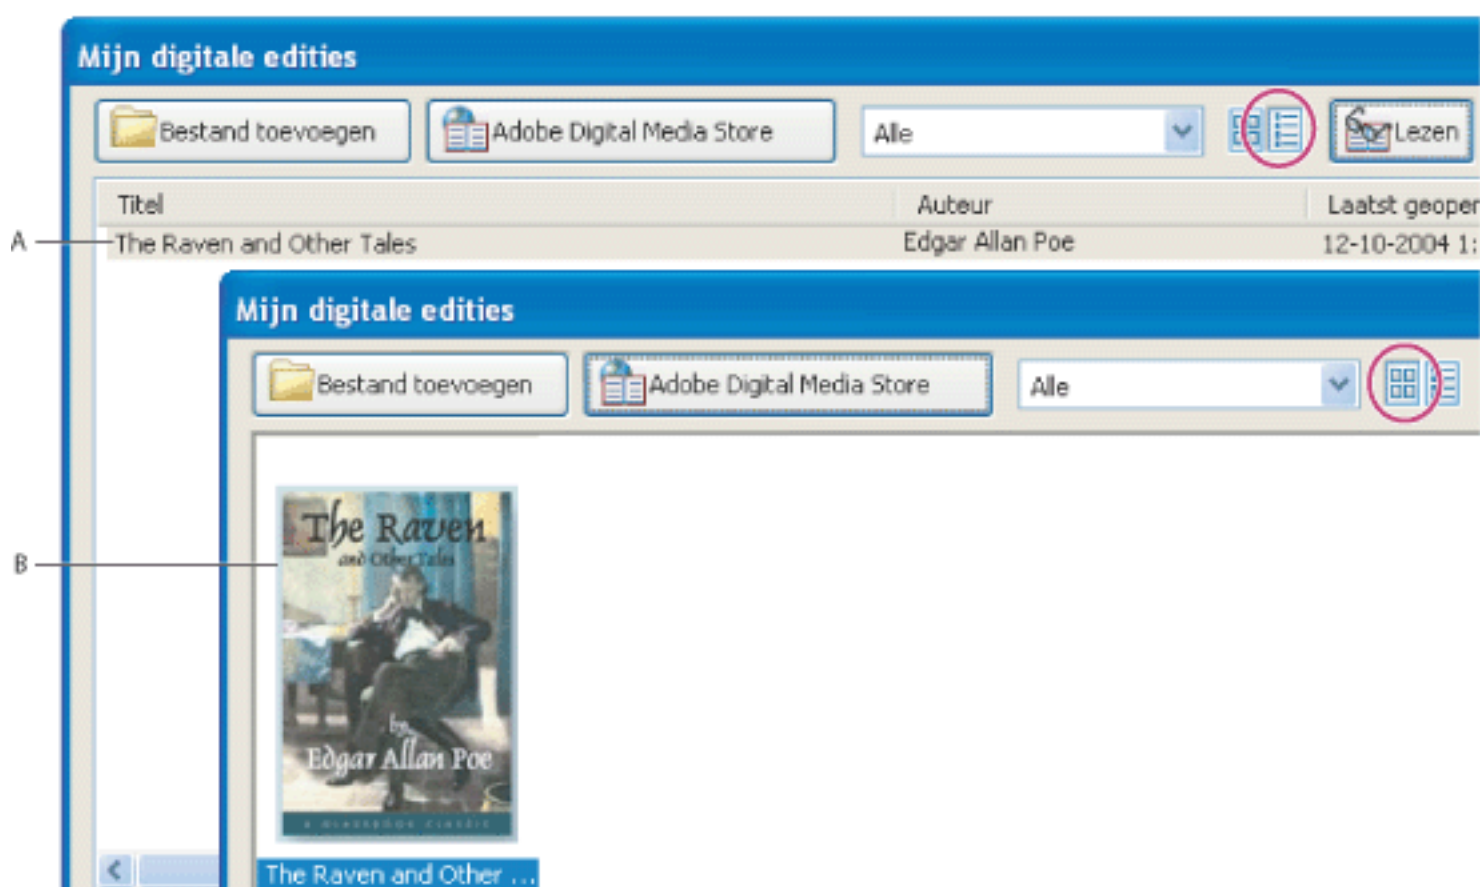 Mijn digitale edities
Bestand toevoegen Adobe Digital Media Store Alle Lezen
Titel Auteur Laatst geoper
A The Raven and Other Tales Edgar Allan Poe 12-10-2004 1:
Mijn digitale edities
Bestand toevoegen Adobe Digital Media Store Alle
The Raven
and Other Tales
B
by
Edgar Allan Poe
A GLASSBOOK CLASSIC
The Raven and Other ...